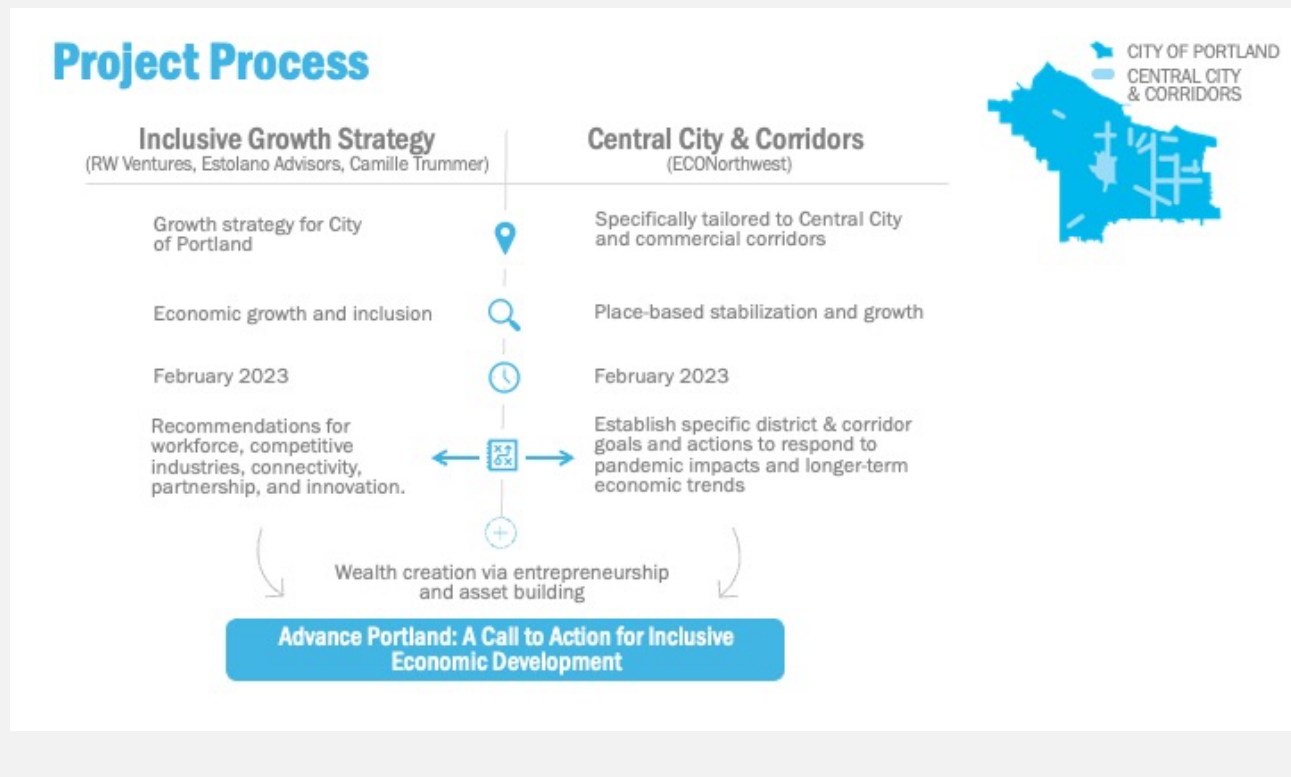 Project Process
CITY OF PORTLAND
CENTRAL CITY
& CORRIDORS
Inclusive Growth Strategy
(RW Ventures, Estolano Advisors, Camille Trummer)
Central City & Corridors
(ECONorthwest)
Growth strategy for City
of Portland
Specifically tailored to Central City
and commercial corridors
Economic growth and inclusion
Place-based stabilization and growth
February 2023
February 2023
Recommendations for
workforce, competitive
industries, connectivity,
partnership, and innovation.
Establish specific district & corridor
goals and actions to respond to
pandemic impacts and longer-term
economic trends
Wealth creation via entrepreneurship
and asset building
Advance Portland: A Call to Action for Inclusive
Economic Development